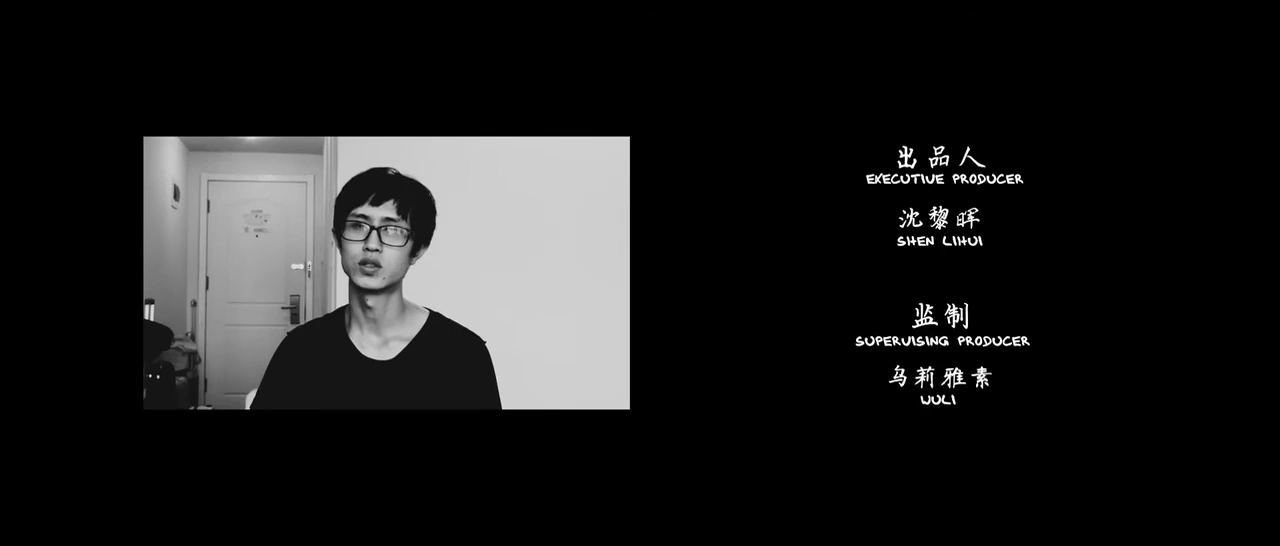 出品人
EXECUTIVE PRODUCER
沈黎晖
SHEN LIHUI
监制
SUPERVISING PRODUCER
乌莉雅素
WULI